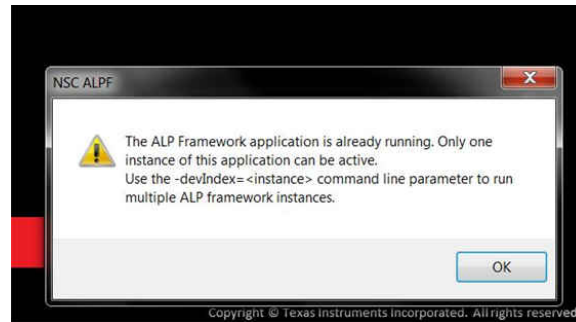 NSC ALPF
The ALP Framework application is already running. Only one
instance of this application can be active.
Use the -devIndex=<instance> command line parameter to run
multiple ALP framework instances.
OK
Copyright © Texas Instruments Incorporated. All rights reserved